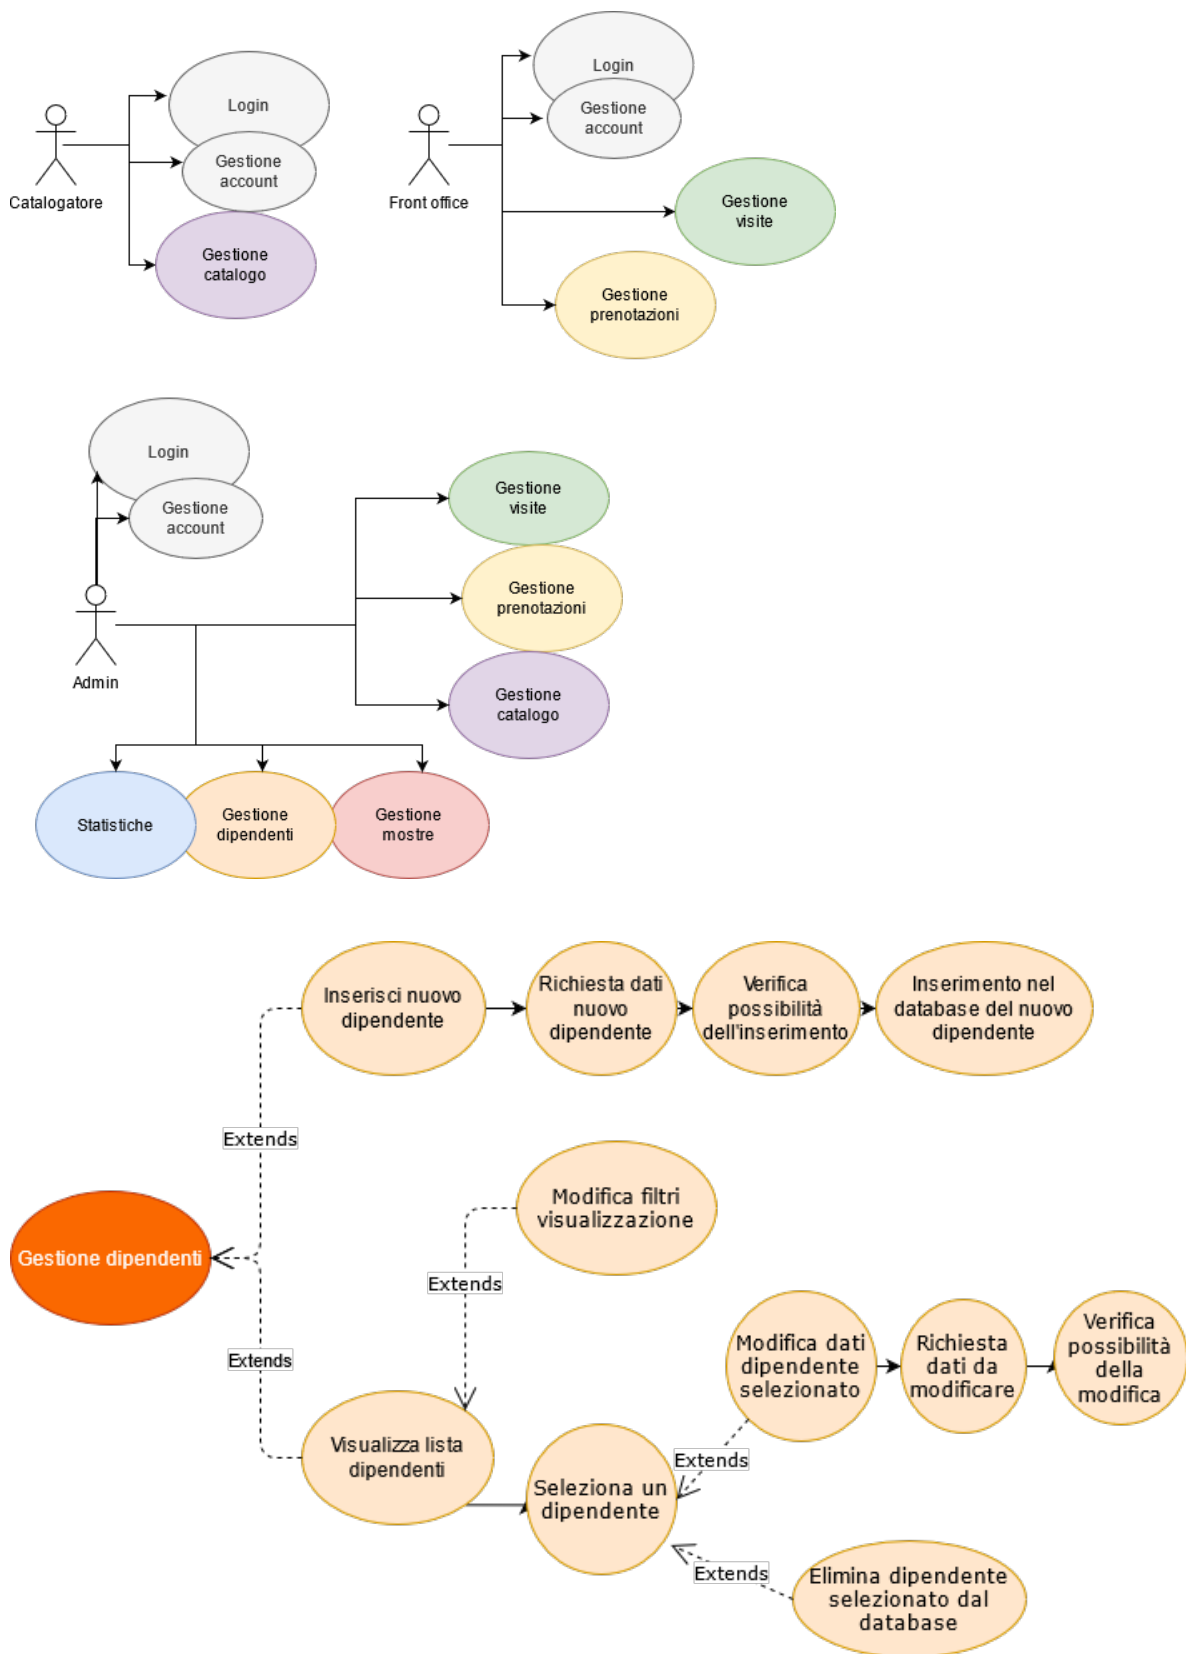 Login
Gestione
account
Catalogatore
Gestione
catalogo
Login
Gestione
account
Front office
Gestione
visite
Gestione
prenotazioni
Login
Gestione
account
Admin
Gestione
visite
Gestione
prenotazioni
Gestione
catalogo
Statistiche
Gestione
dipendenti
Gestione
mostre
Inserisci nuovo
dipendente
Richiesta dati
nuovo
dipendente
Verifica
possibilità
dell'inserimento
Inserimento nel
database del nuovo
dipendente
Extends
Gestione dipendenti
Modifica filtri
visualizzazione
Extends
Extends
Visualizza lista
dipendenti
Seleziona un
dipendente
Modifica dati
dipendente
selezionato
Richiesta
dati da
modificare
Verifica
possibilità
della
modifica
Extends
Extends
Elimina dipendente
selezionato dal
database